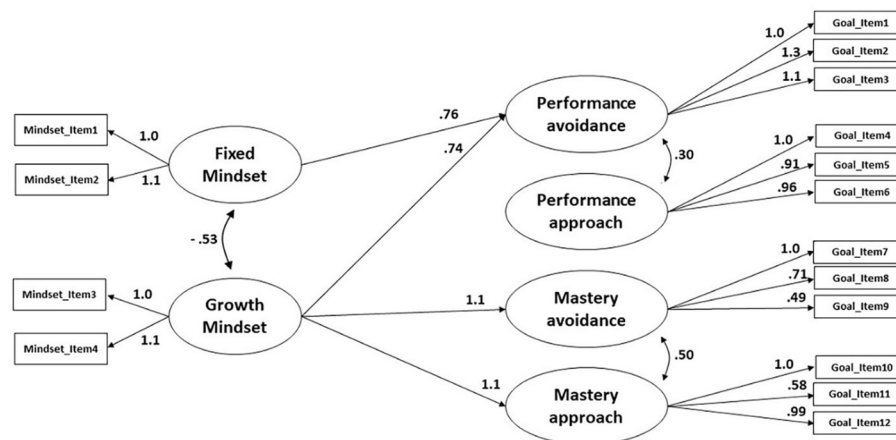 Goal_Item1
1.0
Goal_Item2
1.3
Goal_Item3
1.1
Performance
avoidance
.76
.74
Mindset_Item1
1.0
Mindset_Item2
1.1
Fixed
Mindset
.30
Goal_Item4
1.0
Goal_Item5
.91
Goal_Item6
.96
Performance
approach
- .53
Goal_Item7
1.0
Goal_Item8
.71
Goal_Item9
.49
Mindset_Item3
1.0
Mindset_Item4
1.1
Growth
Mindset
1.1
Mastery
avoidance
.50
1.1
Mastery
approach
Goal_Item10
1.0
Goal_Item11
.58
Goal_Item12
.99